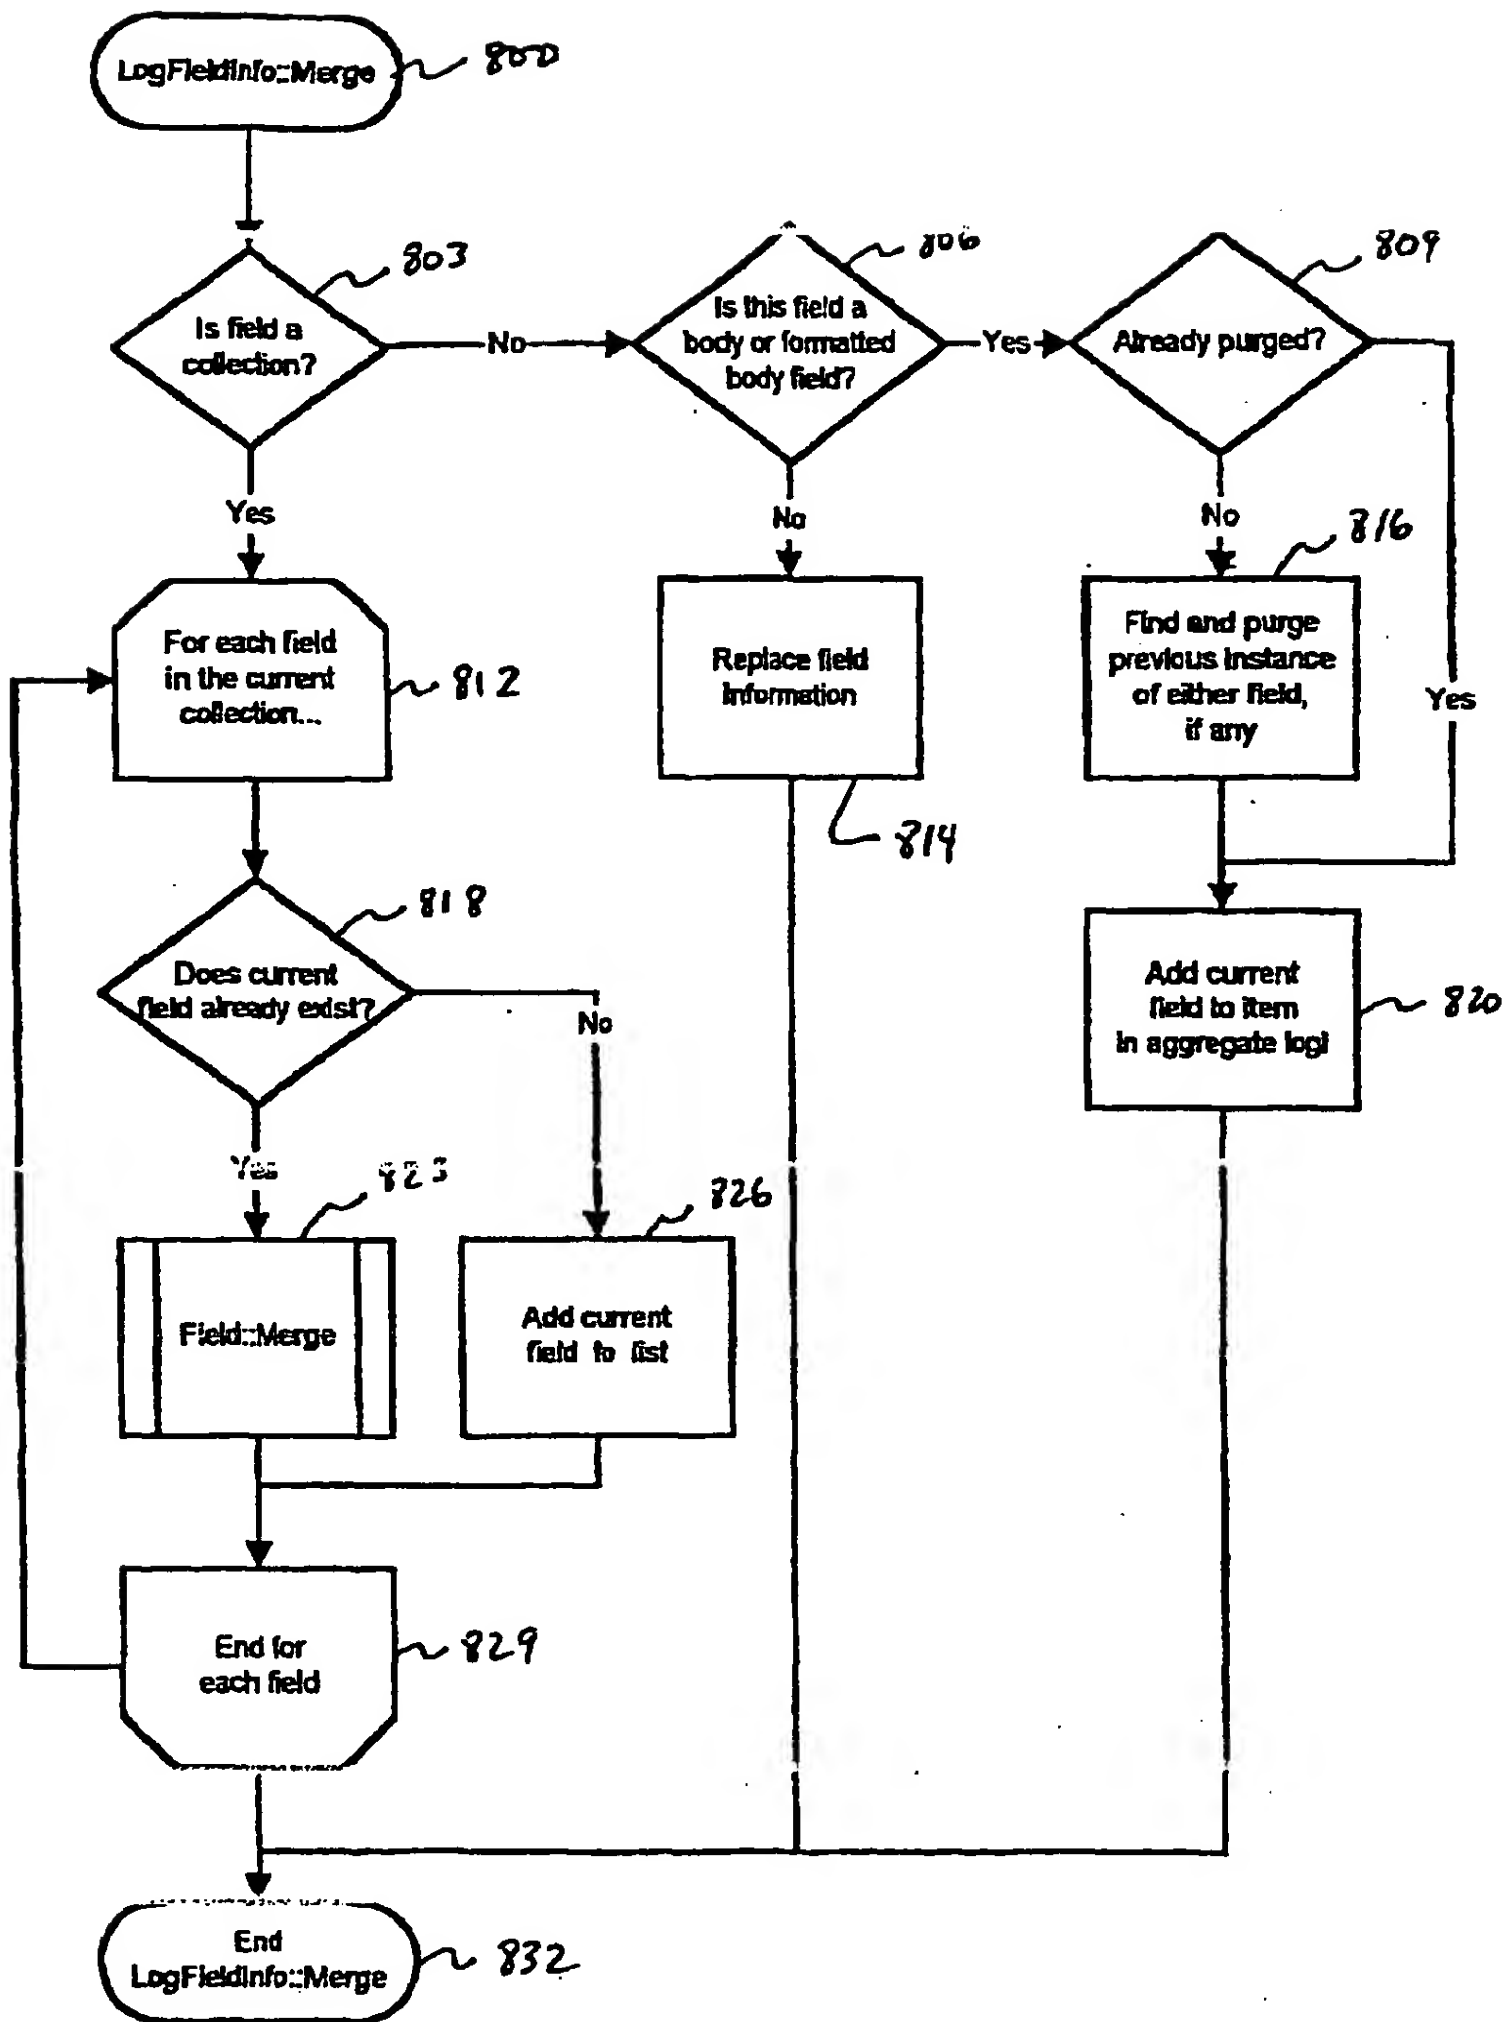 LogFieldInfo::Merge
800
803
Is field a
collection?
No
806
Is this field a
body or formatted
body field?
Yes
809
Already purged?
Yes
No
No
Yes
For each field
in the current
collection...
812
Replace field
Information
814
816
Find and purge
previous instance
of either field,
if any
Yes
818
Does current
field already exist?
No
Add current
field to item
in aggregate logi
820
823
Field::Merge
826
Add current
field to list
End for
each field
829
End
LogFieldInfo::Merge
832